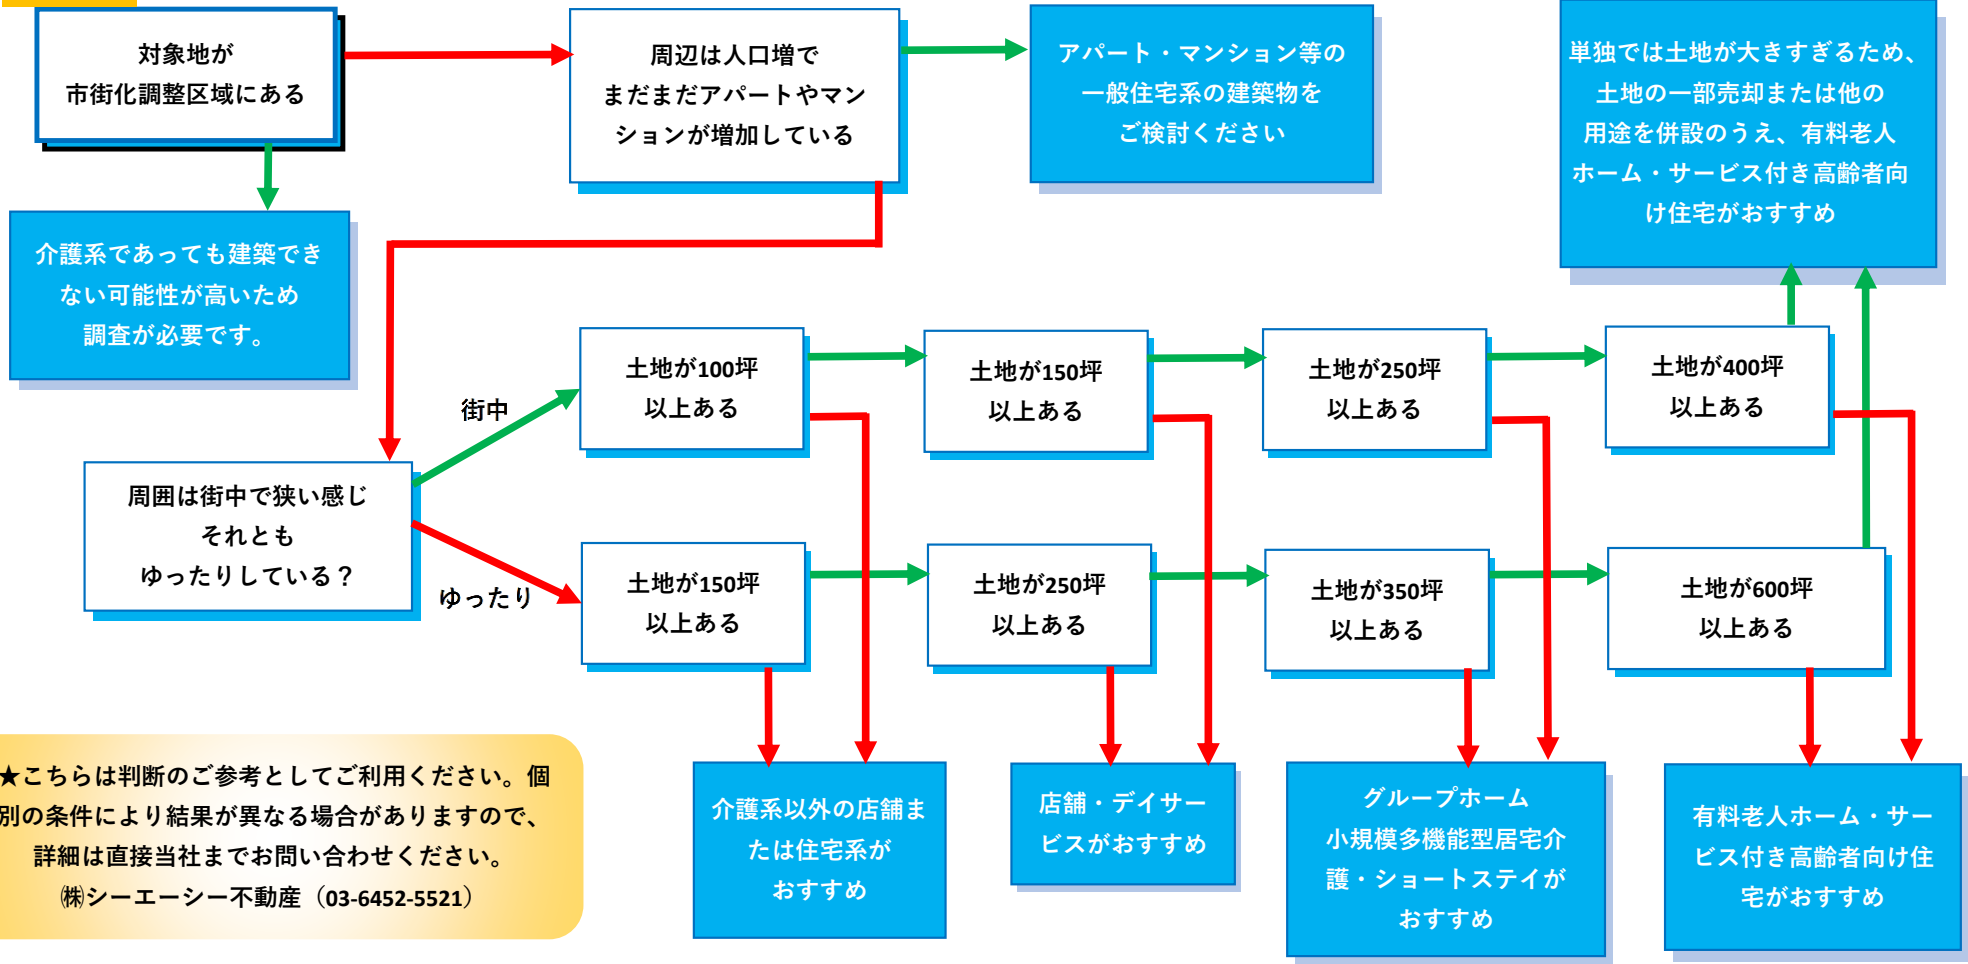 対象地が
市街化調整区域にある
周辺は人口増で
まだまだアパートやマン
ションが増加している
アパート・マンション等の
一般住宅系の建築物を
ご検討ください
単独では土地が大きすぎるため、
土地の一部売却または他の
用途を併設のうえ、有料老人
ホーム・サービス付き高齢者向
け住宅がおすすめ
介護系であっても建築でき
ない可能性が高いため
調査が必要です。
周囲は街中で狭い感じ
それとも
ゆったりしている？
街中
土地が100坪
以上ある
土地が150坪
以上ある
土地が250坪
以上ある
土地が400坪
以上ある
ゆったり
土地が150坪
以上ある
土地が250坪
以上ある
土地が350坪
以上ある
土地が600坪
以上ある
★こちらは判断のご参考としてご利用ください。個
別の条件により結果が異なる場合がありますので、
詳細は直接当社までお問い合わせください。
㈱シーエーシー不動産（03-6452-5521）
介護系以外の店舗ま
たは住宅系が
おすすめ
店舗・デイサー
ビスがおすすめ
グループホーム
小規模多機能型居宅介
護・ショートステイが
おすすめ
有料老人ホーム・サー
ビス付き高齢者向け住
宅がおすすめ